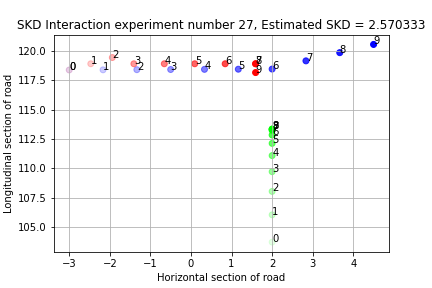 SKD Interaction experiment number 27, Estimated SKD = 2.570333
Longitudinal section of road
120.0
117.5
115.0
112.5
110.0
107.5
105.0
0 1 2 3 4 5 6 8 9
0 1 2 3 4 5 6 7 8 9
8
6
5
4
3
2
1
0
−3 −2 −1 0 1 2 3 4
Horizontal section of road